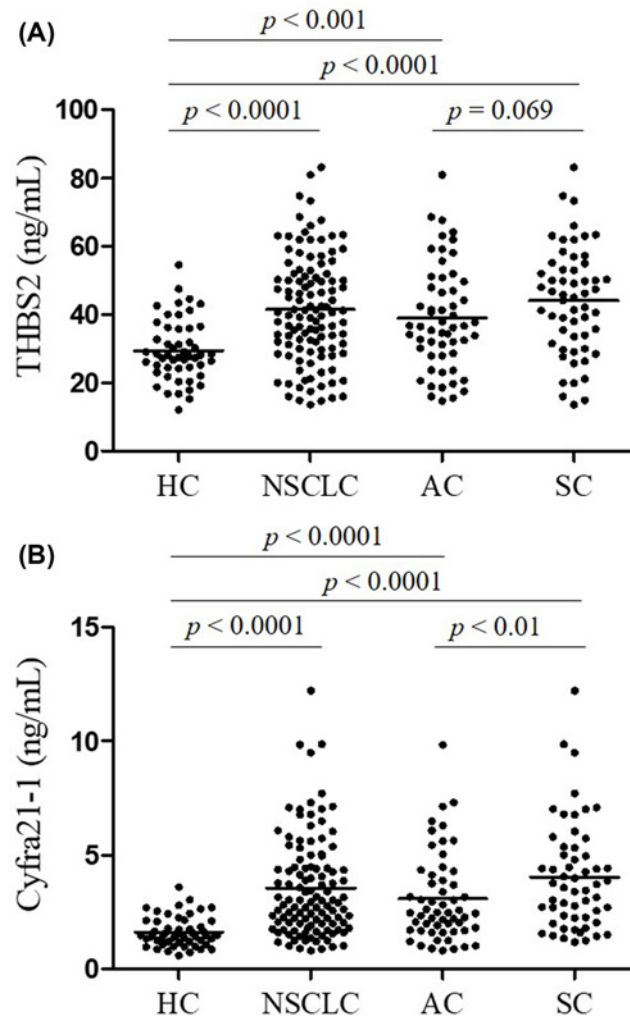 (A)
p < 0.001
p < 0.0001
p < 0.0001 p = 0.069
THBS2 (ng/mL)
100
80
60
40
20
0
HC NSCLC AC SC
(B)
p < 0.0001
p < 0.0001
p < 0.0001 p < 0.01
Cyfra21-1 (ng/mL)
15
10
5
0
HC NSCLC AC SC